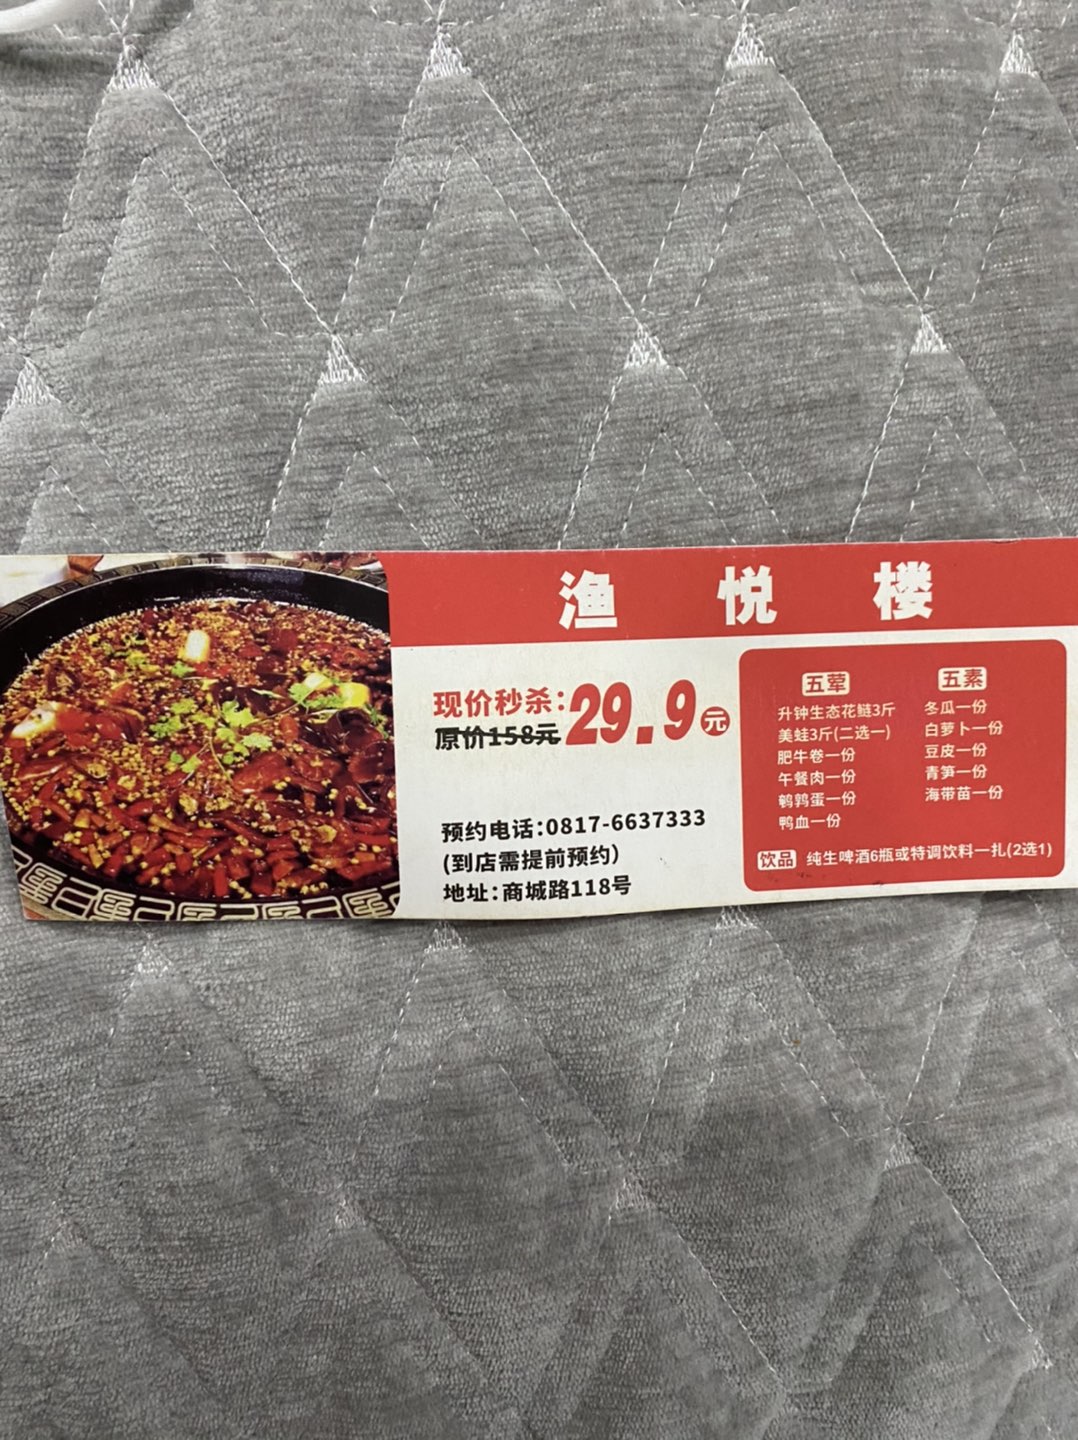 渔悦楼
现价秒杀:29.9元
原价158元
预约电话:0817-6637333
(到店需提前预约)
地址:商城路118号
五荤
升钟生态花鲢3斤
美蛙3斤(二选一)
肥牛卷一份
午餐肉一份
鹌鹑蛋一份
鸭血一份
五素
冬瓜一份
白萝卜一份
豆皮一份
青笋一份
海带苗一份
饮品 纯生啤酒6瓶或特调饮料一扎(2选1)